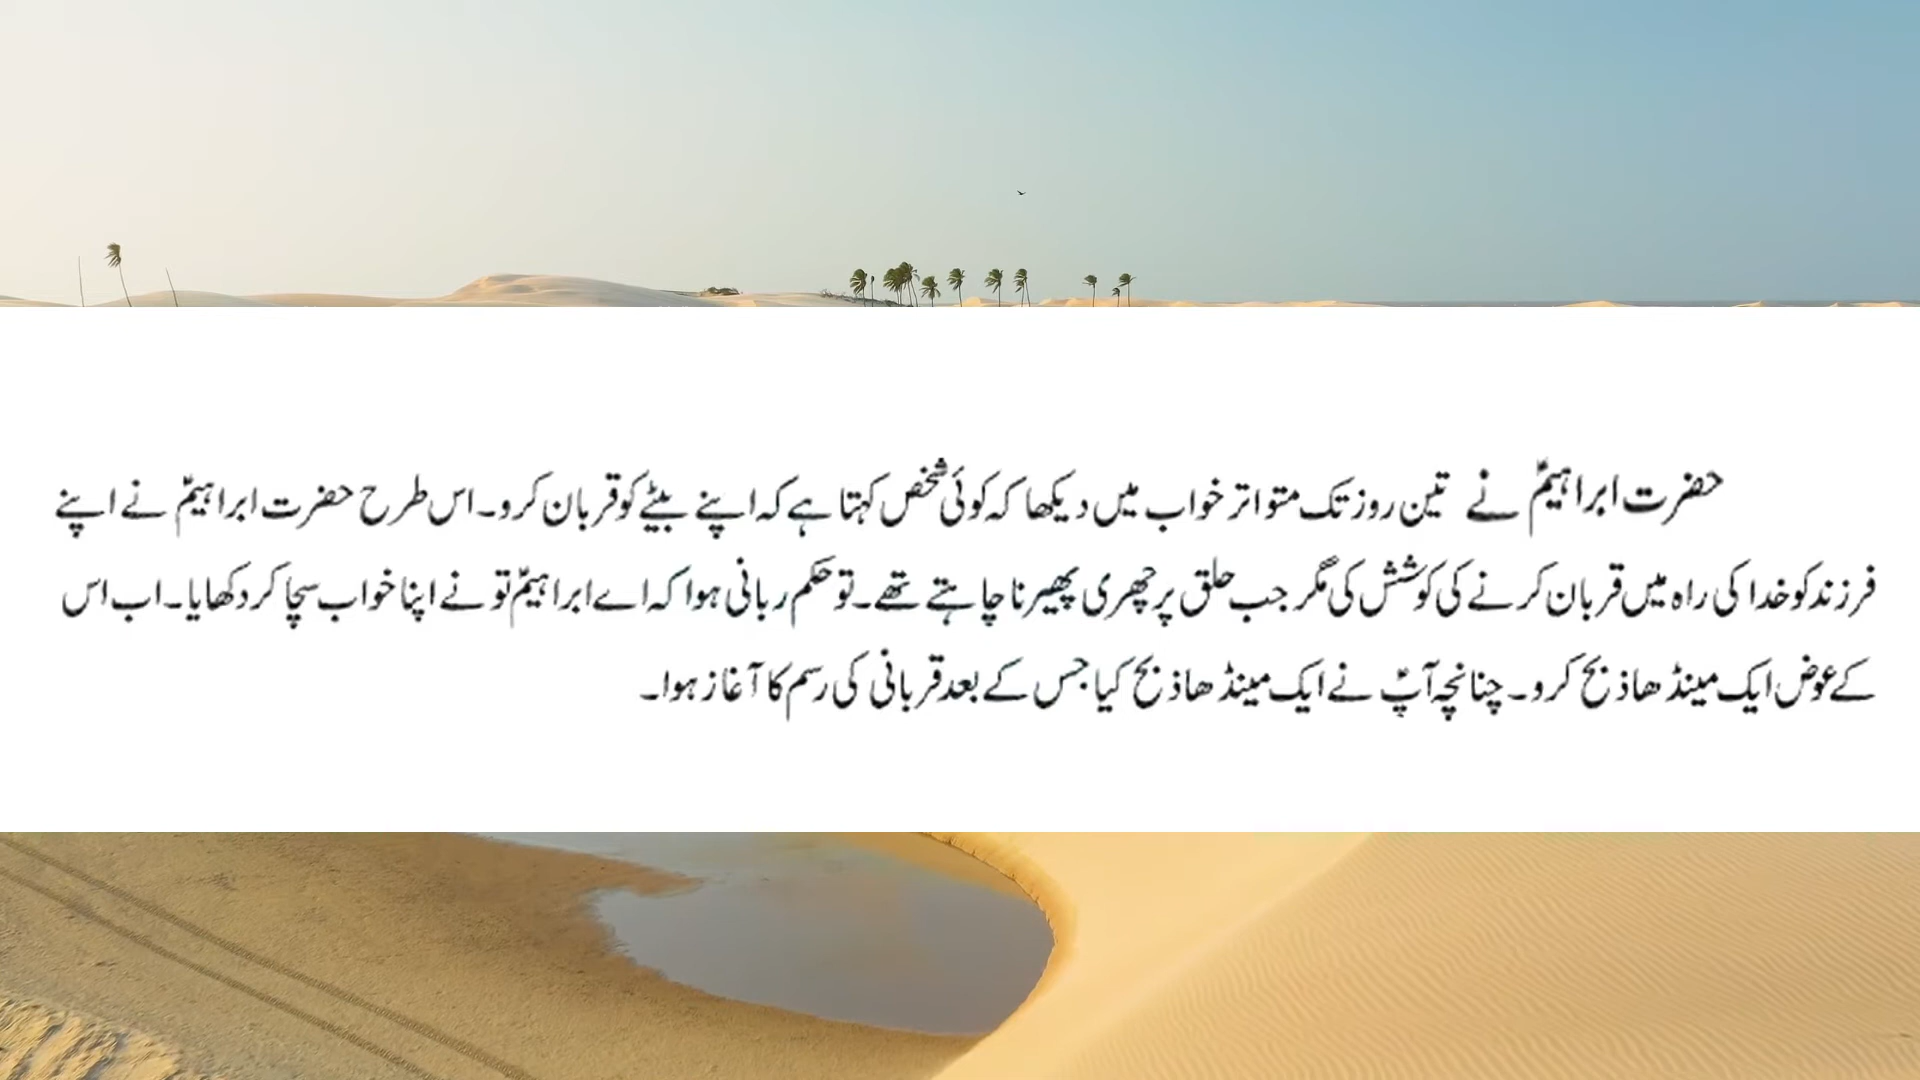 حضرت ابراہیمؑ نے تین روز تک متواتر خواب میں دیکھا کہ کوئی شخص کہتا ہے کہ اپنے بیٹے کو قربان کرو۔ اس طرح حضرت ابراہیمؑ نے اپنے
فرزند کو خدا کی راہ میں قربان کرنے کی کوشش کی مگر جب حلق پر چھری پھیرنا چاہتے تھے۔ تو حکم ربانی ہوا کہ اے ابراہیمؑ تو نے اپنا خواب سچا کر دکھایا۔ اب اس
کے عوض ایک مینڈھا ذبح کرو۔ چنانچہ آپؑ نے ایک مینڈھا ذبح کیا جس کے بعد قربانی کی رسم کا آغاز ہوا۔